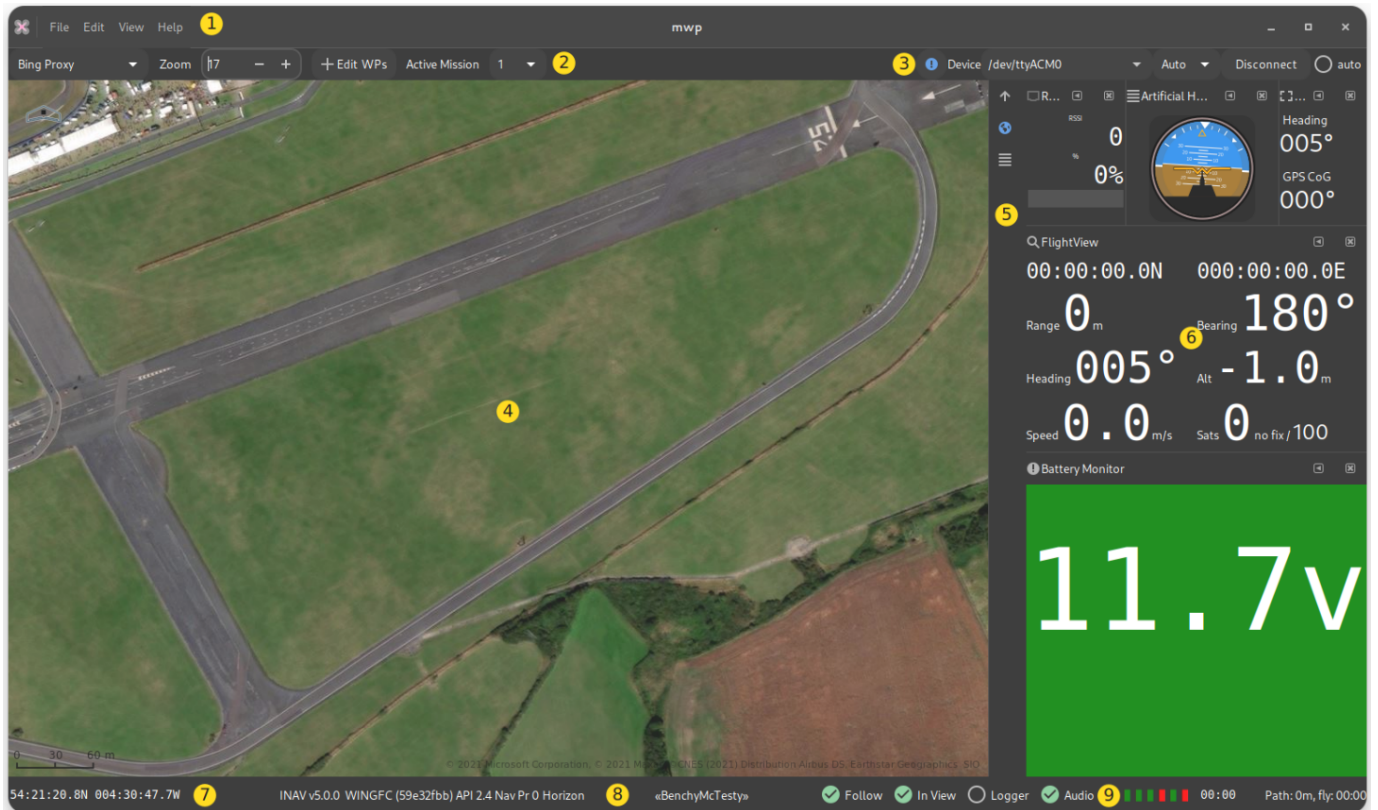 File Edit View Help 1 mwp
Bing Proxy Zoom 17 − + + Edit WPs Active Mission 1 2 3 Device /dev/ttyACM0 Auto Disconnect auto
R... Artificial H... ...
RSSI
0
%
0%
Heading
005°
GPS CoG
000°
5
FlightView
00:00:00.0N 000:00:00.0E
Range 0 m Bearing 180°
6
Heading 005° Alt -1.0 m
Speed 0.0 m/s Sats 0 no fix / 100
4
Battery Monitor
11.7v
0 30 60 m
54:21:20.8N 004:30:47.7W 7 INAV v5.0.0 WINGFC (59e32fbb) API 2.4 Nav Pr 0 Horizon 8 «BenchyMcTesty» Follow In View Logger Audio 9 00:00 Path: 0m, fly: 00:00